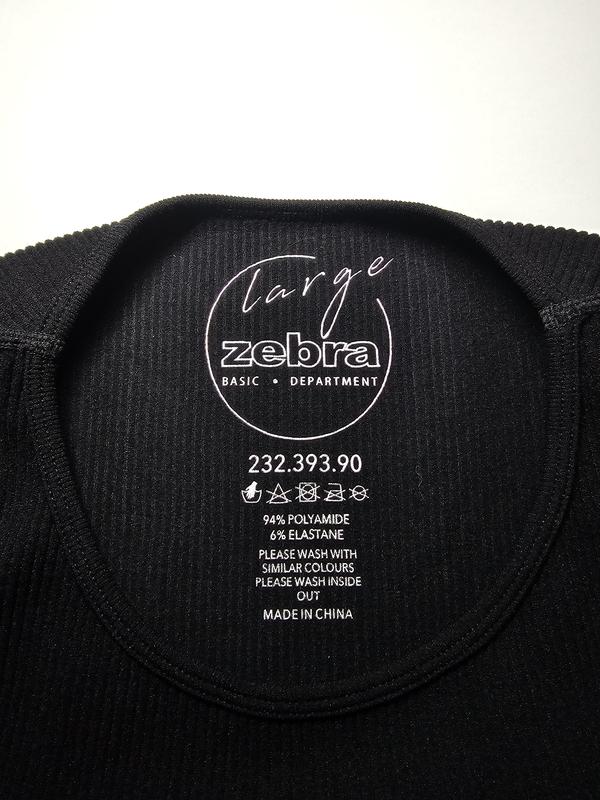 large
zebra
BASIC • DEPARTMENT
232.393.90
94% POLYAMIDE
6% ELASTANE
PLEASE WASH WITH
SIMILAR COLOURS
PLEASE WASH INSIDE
OUT
MADE IN CHINA